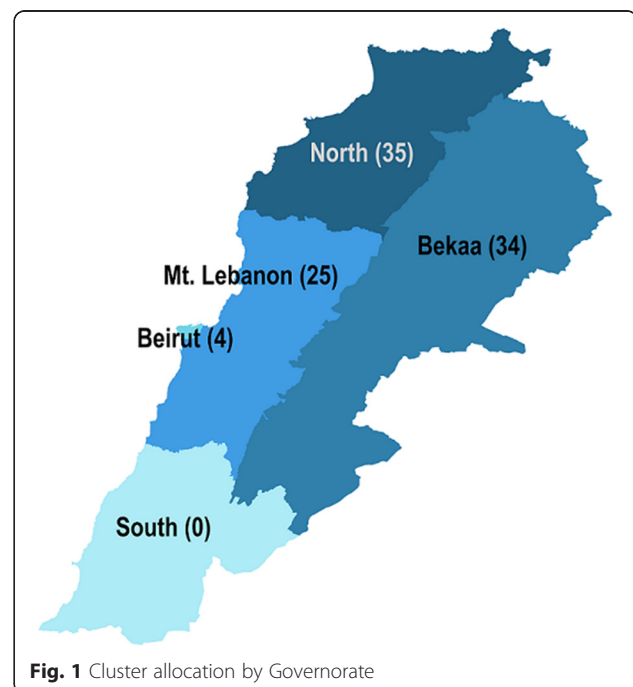 North (35)
Bekaa (34)
Mt. Lebanon (25)
Beirut (4)
South (0)
Fig. 1 Cluster allocation by Governorate